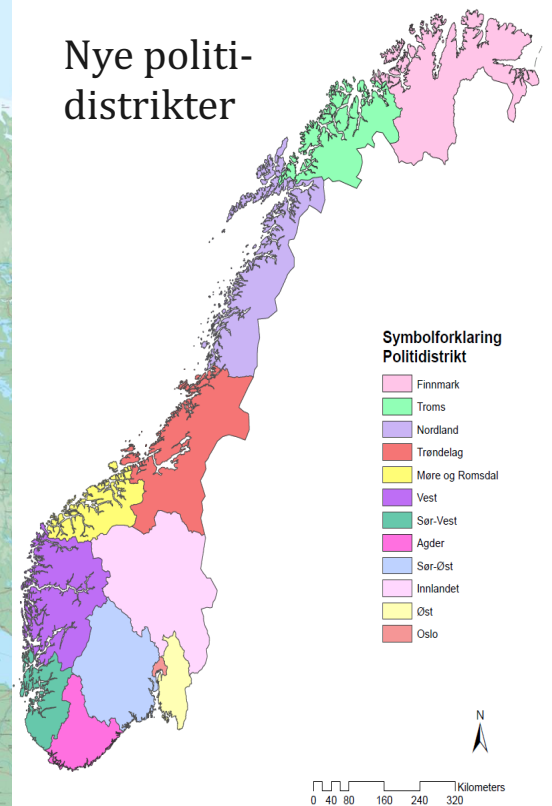 Nye politi-
distrikter
Symbolforklaring
Politidistrikt
Finnmark
Troms
Nordland
Trøndelag
Møre og Romsdal
Vest
Sør-Vest
Agder
Sør-Øst
Innlandet
Øst
Oslo
N
Kilometers
0 40 80 160 240 320